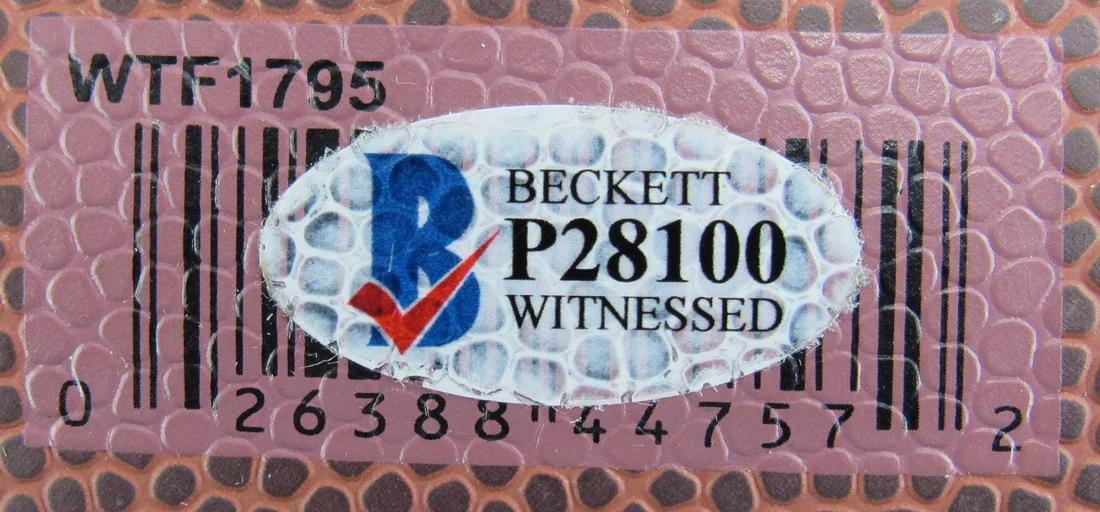 WTF1795
BECKETT
P28100
WITNESSED
0 26388 44757 2